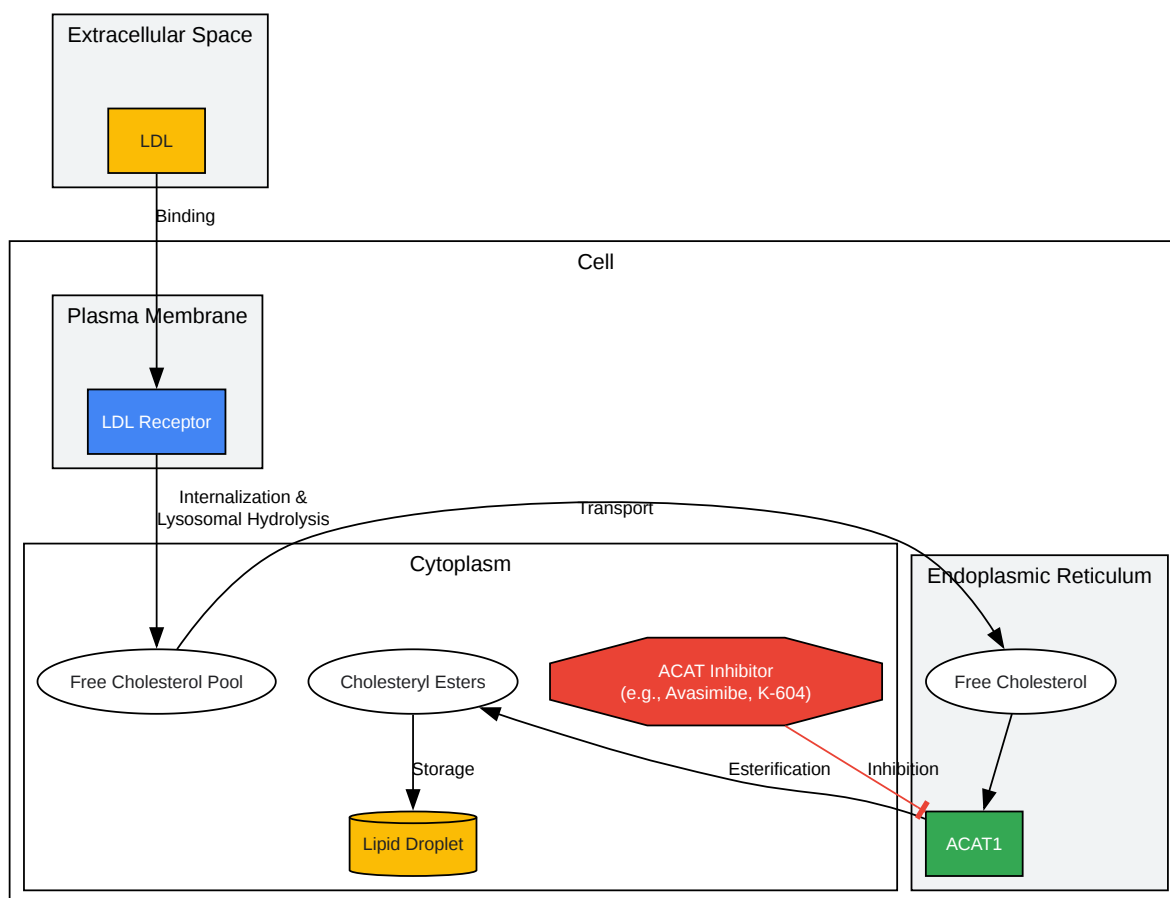 Extracellular Space
LDL
Binding
Cell
Plasma Membrane
LDL Receptor
Internalization &
Lysosomal Hydrolysis
Transport
Cytoplasm
Endoplasmic Reticulum
Free Cholesterol Pool
Cholesteryl Esters
ACAT Inhibitor
(e.g., Avasimibe, K-604)
Free Cholesterol
Storage
Esterification
Inhibition
Lipid Droplet
ACAT1